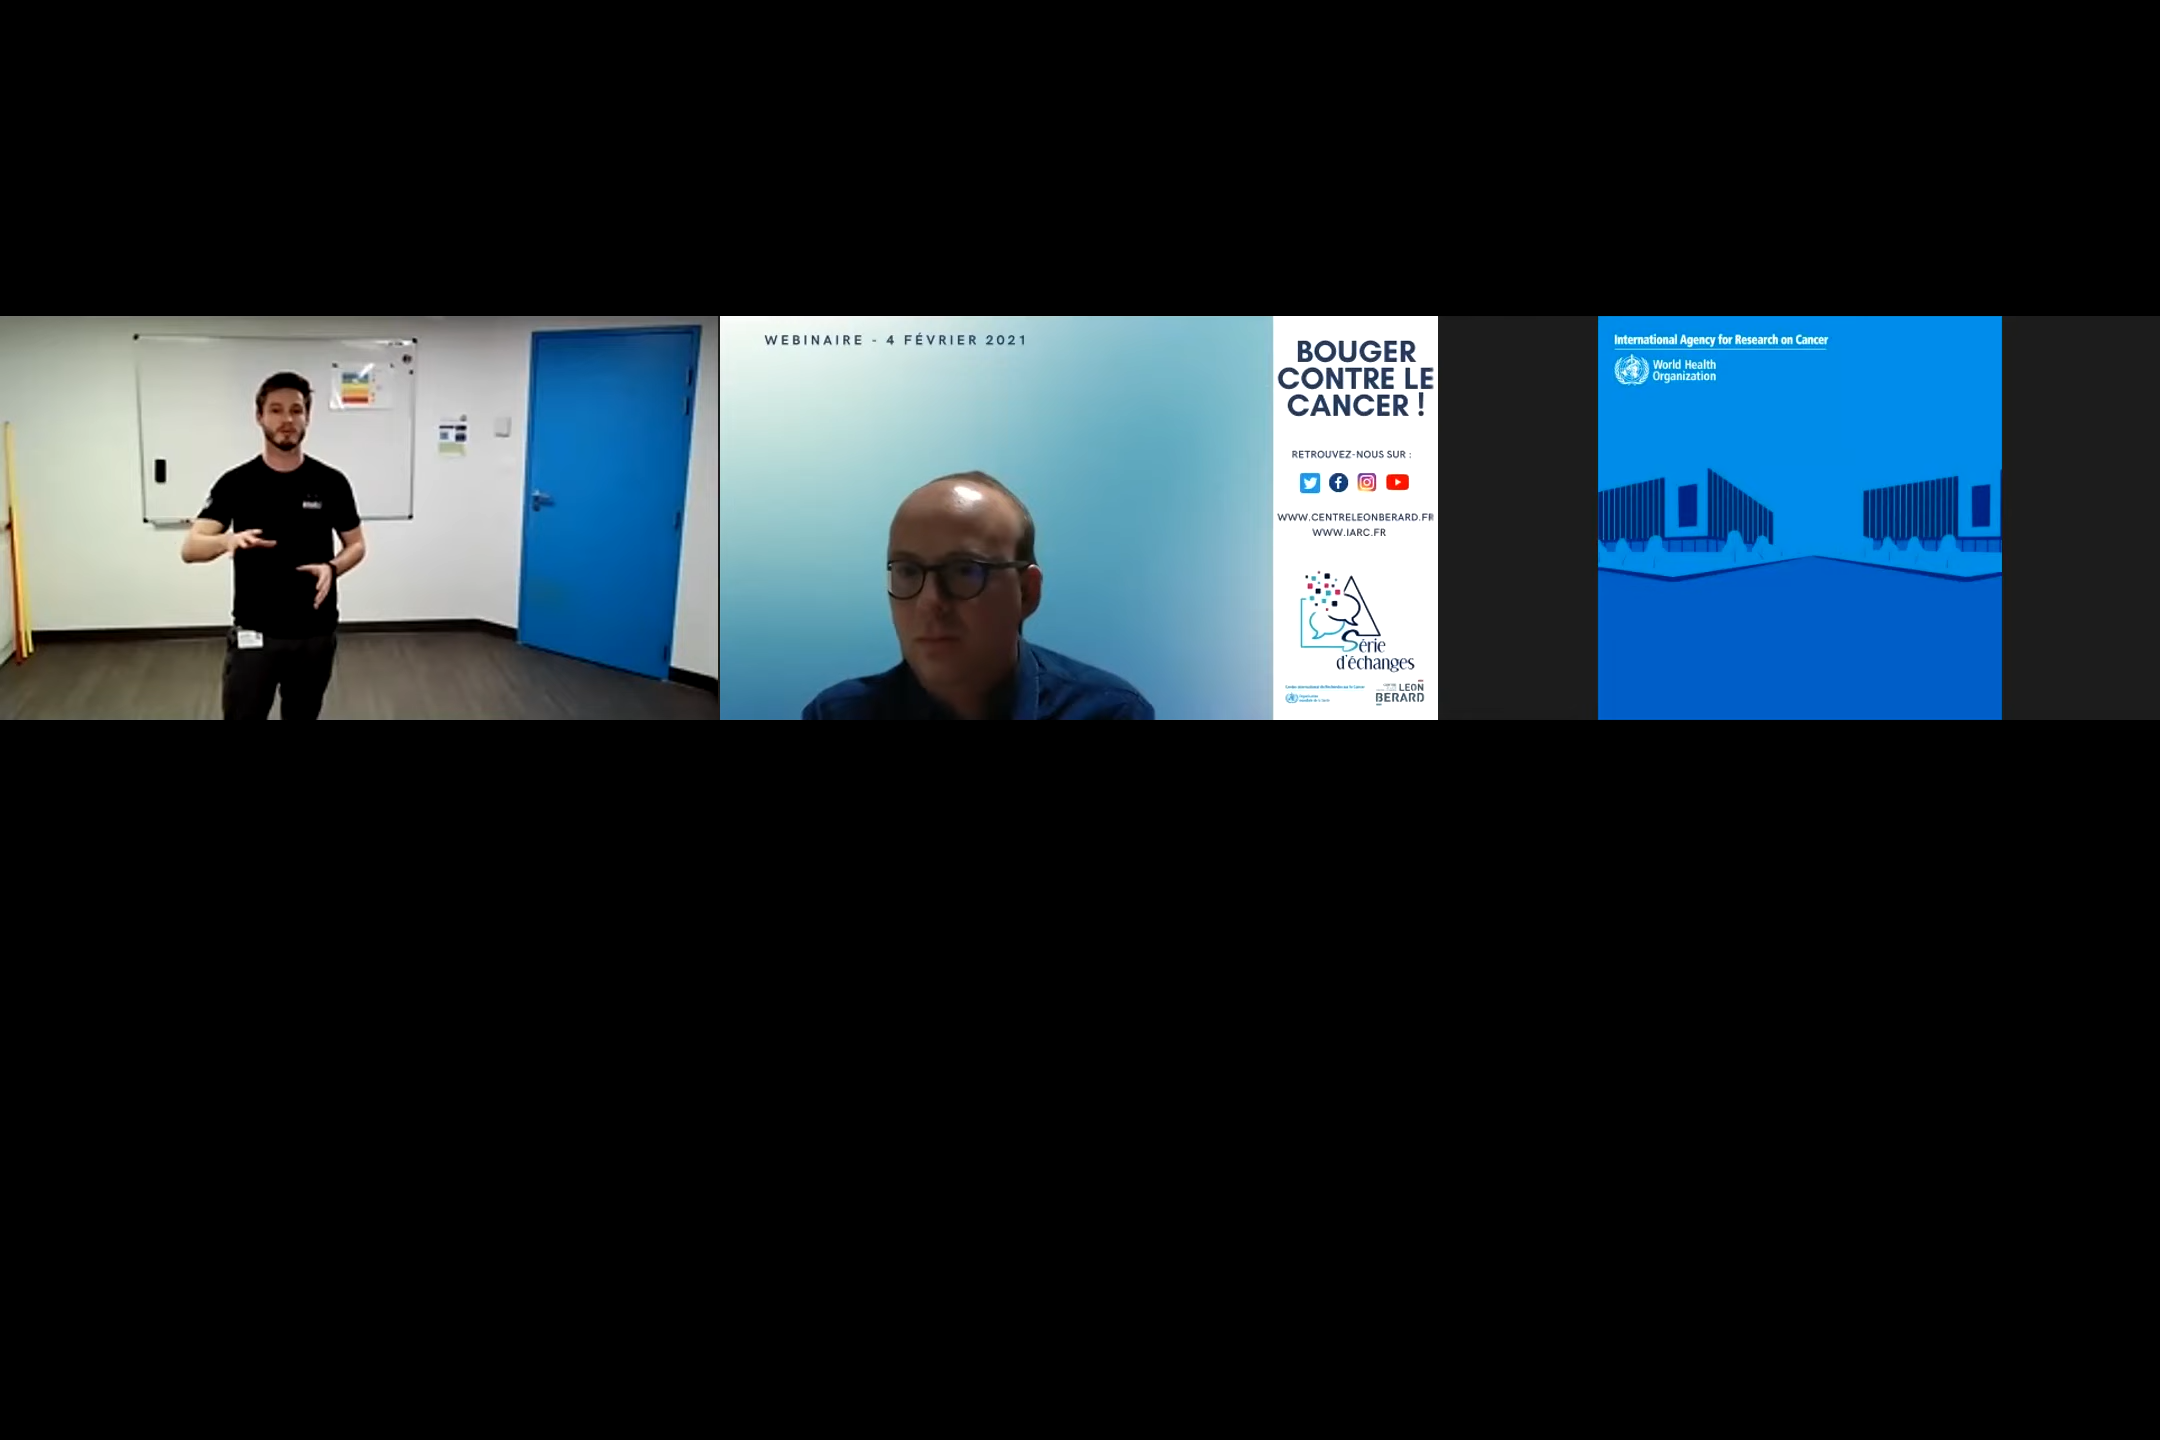 WEBINAIRE - 4 FÉVRIER 2021
BOUGER
CONTRE LE
CANCER !
RETROUVEZ-NOUS SUR :
WWW.CENTRELEONBERARD.FR
WWW.IARC.FR
Série
d'échanges
LEON
BERARD
International Agency for Research on Cancer
World Health
Organization